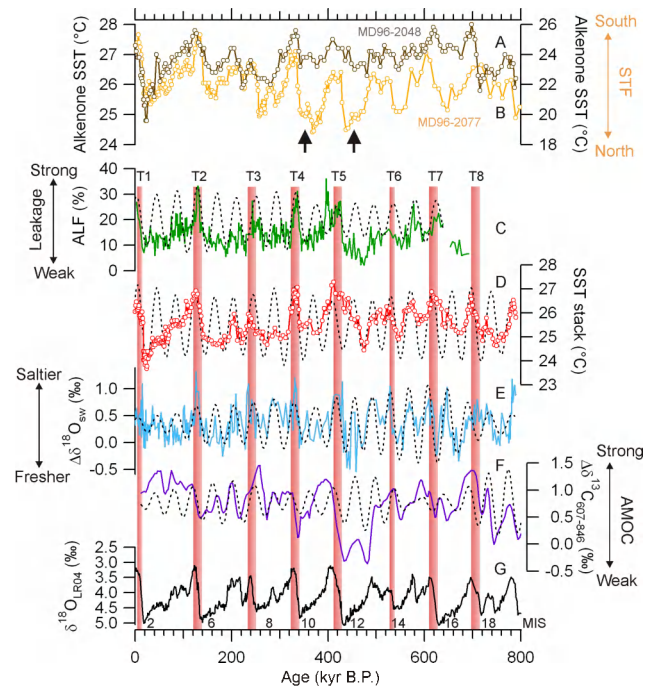 28
27
26
25
24
Alkenone SST (°C)
MD96-2048
A
MD96-2077
B
26
24
22
20
18
Alkenone SST (°C)
South
STF
North
Strong
Leakage
Weak
ALF (%)
40
30
20
10
0
T1
T2
T3
T4
T5
T6
T7
T8
C
D
28
27
26
25
24
23
SST stack (°C)
Saltier
Fresher
Δδ18Osw (‰)
1.0
0.5
0.0
-0.5
E
F
1.5
1.0
0.5
0.0
-0.5
Δδ13C607-846 (‰)
Strong
AMOC
Weak
δ18OLR04 (‰)
2.5
3.0
3.5
4.0
4.5
5.0
G
2
6
8
10
12
14
16
18
MIS
0
200
400
600
800
Age (kyr B.P.)